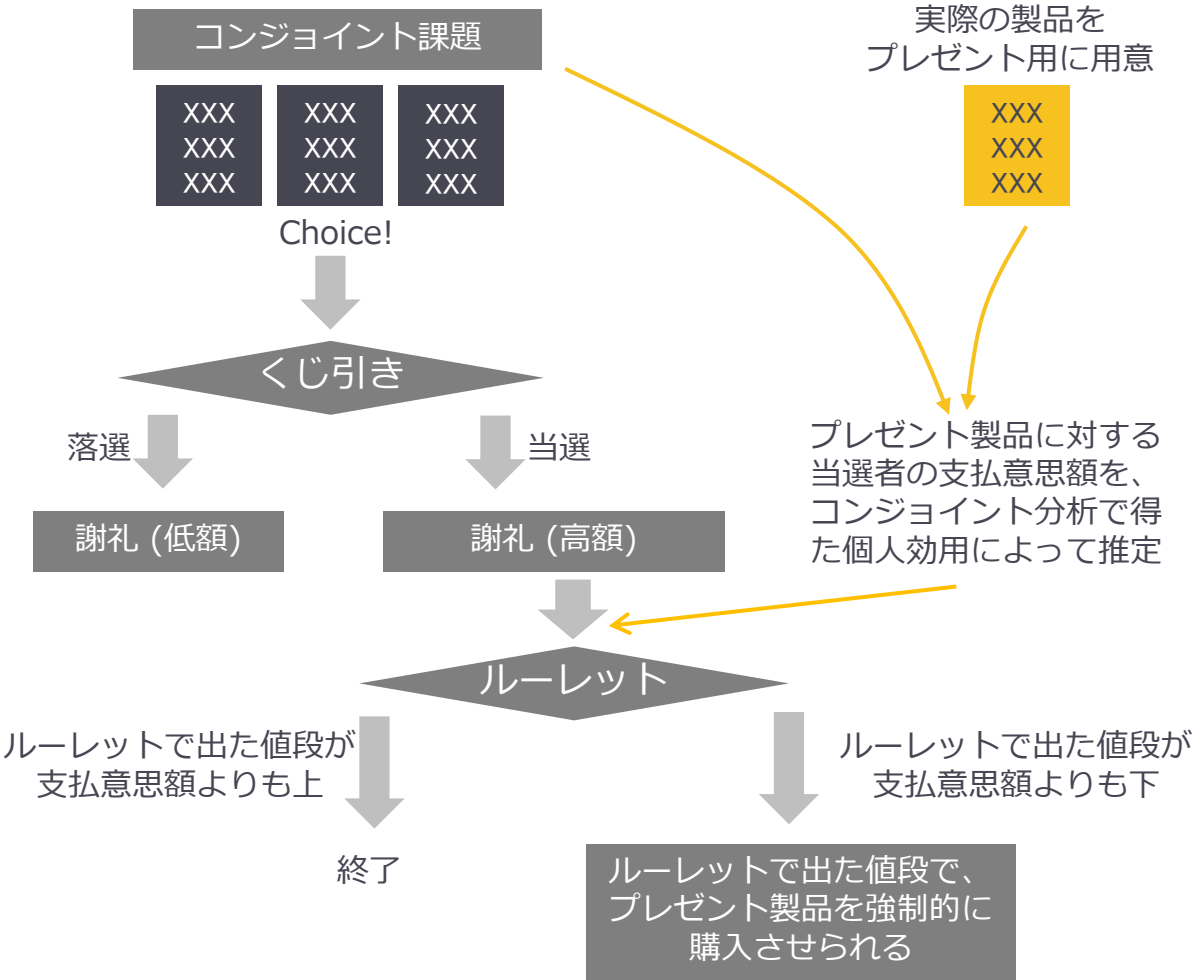 コンジョイント課題
実際の製品を
プレゼント用に用意
XXX XXX XXX
XXX XXX XXX
XXX XXX XXX
XXX
XXX
XXX
Choice!
くじ引き
落選
当選
謝礼 (低額)
謝礼 (高額)
プレゼント製品に対する
当選者の支払意思額を、
コンジョイント分析で得
た個人効用によって推定
ルーレット
ルーレットで出た値段が
支払意思額よりも上
ルーレットで出た値段が
支払意思額よりも下
終了
ルーレットで出た値段で、
プレゼント製品を強制的に
購入させられる